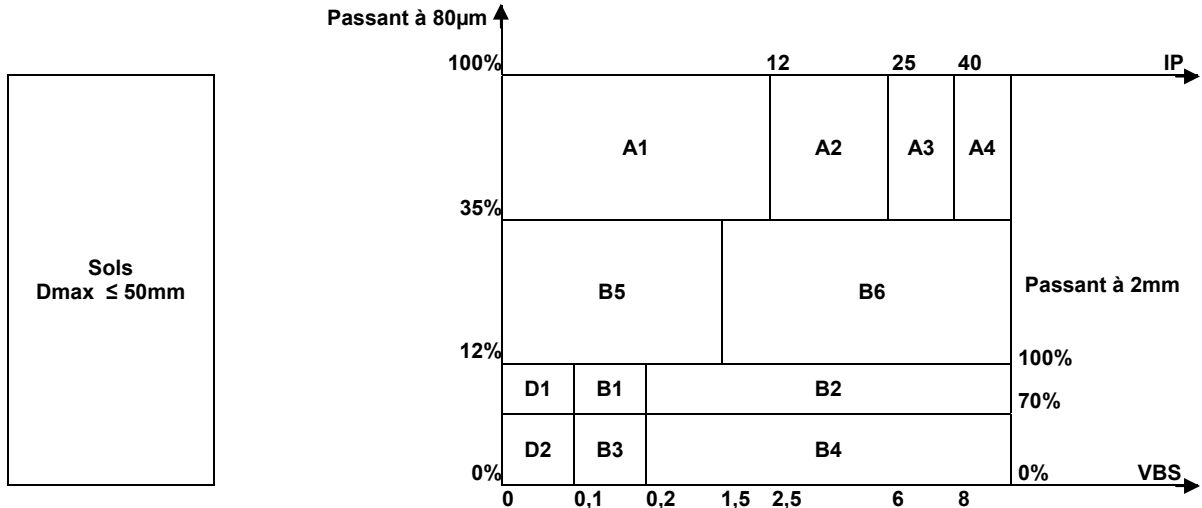 Passant à 80µm
100% 12 25 40 IP
A1 A2 A3 A4
35%
Sols
Dmax ≤ 50mm
B5 B6 Passant à 2mm
12% 100%
D1 B1 B2
70%
D2 B3 B4
0% 0% VBS
0 0,1 0,2 1,5 2,5 6 8